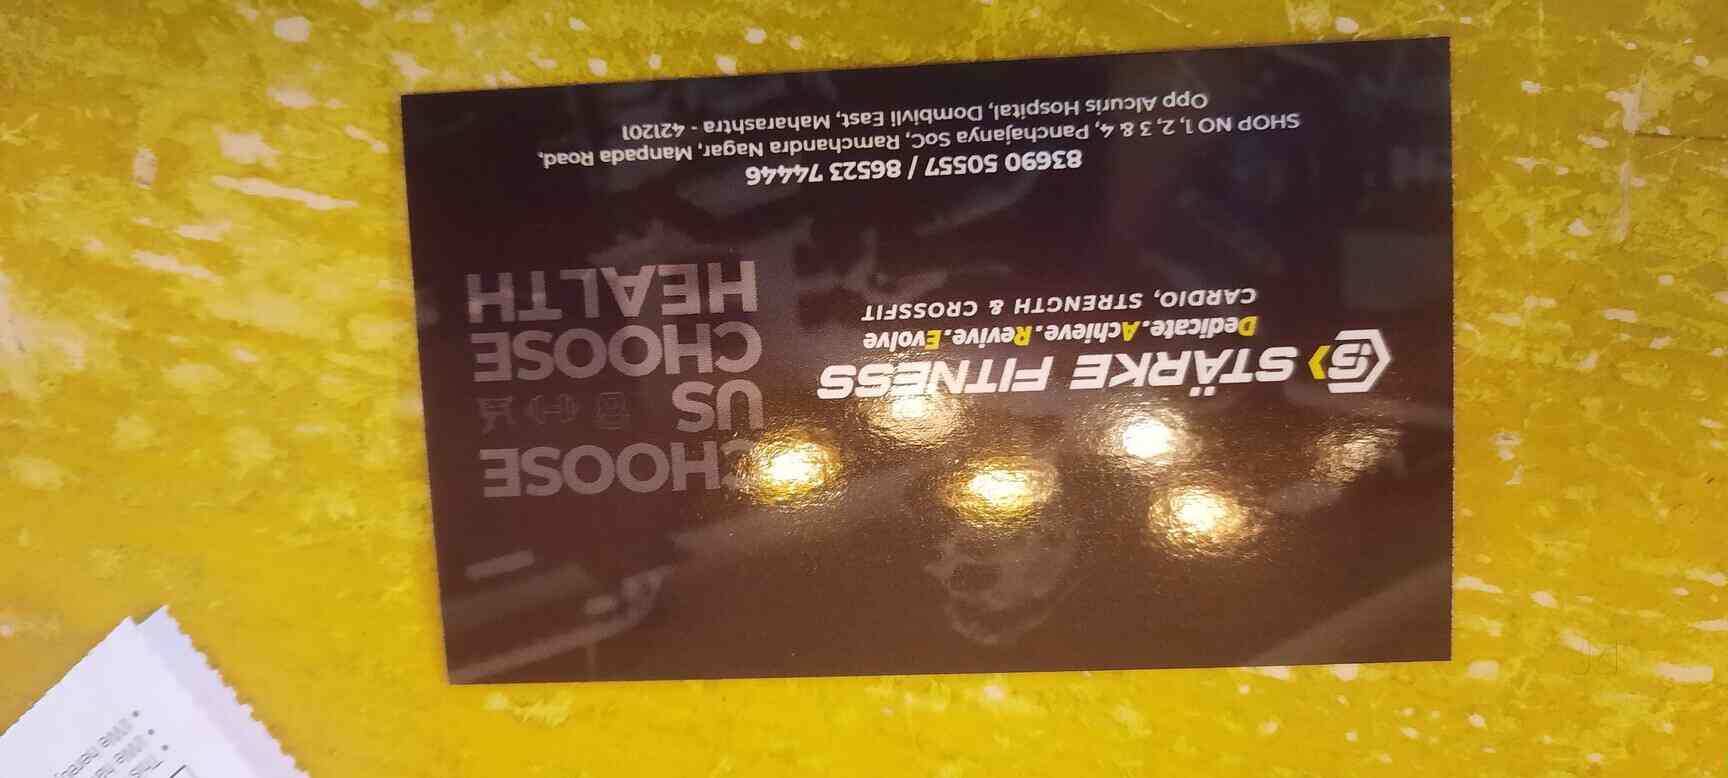 STÄRKE FITNESS
Dedicate.Achieve.Revive.Evolve
CARDIO, STRENGTH & CROSSFIT
CHOOSE
US
CHOOSE
HEALTH
83690 50557 / 86523 74446
SHOP NO 1, 2, 3 & 4, Panchajanya SoC, Ramchandra Nagar, Manpada Road,
Opp AIcuris Hospital, Dombivli East, Maharashtra - 421201